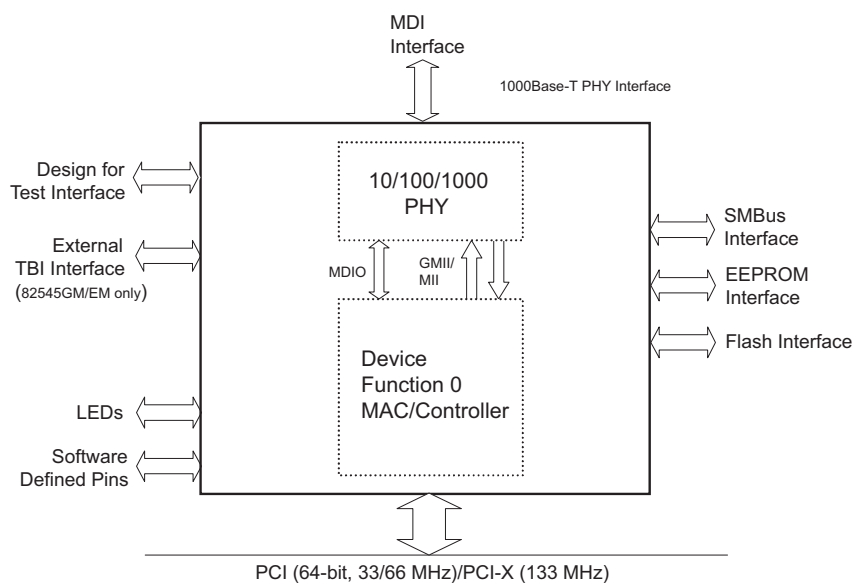 MDI
Interface
1000Base-T PHY Interface
Design for
Test Interface
10/100/1000
PHY
SMBus
Interface
External
TBI Interface
(82545GM/EM only)
MDIO
GMII/
MII
EEPROM
Interface
Flash Interface
Device
Function 0
MAC/Controller
LEDs
Software
Defined Pins
PCI (64-bit, 33/66 MHz)/PCI-X (133 MHz)